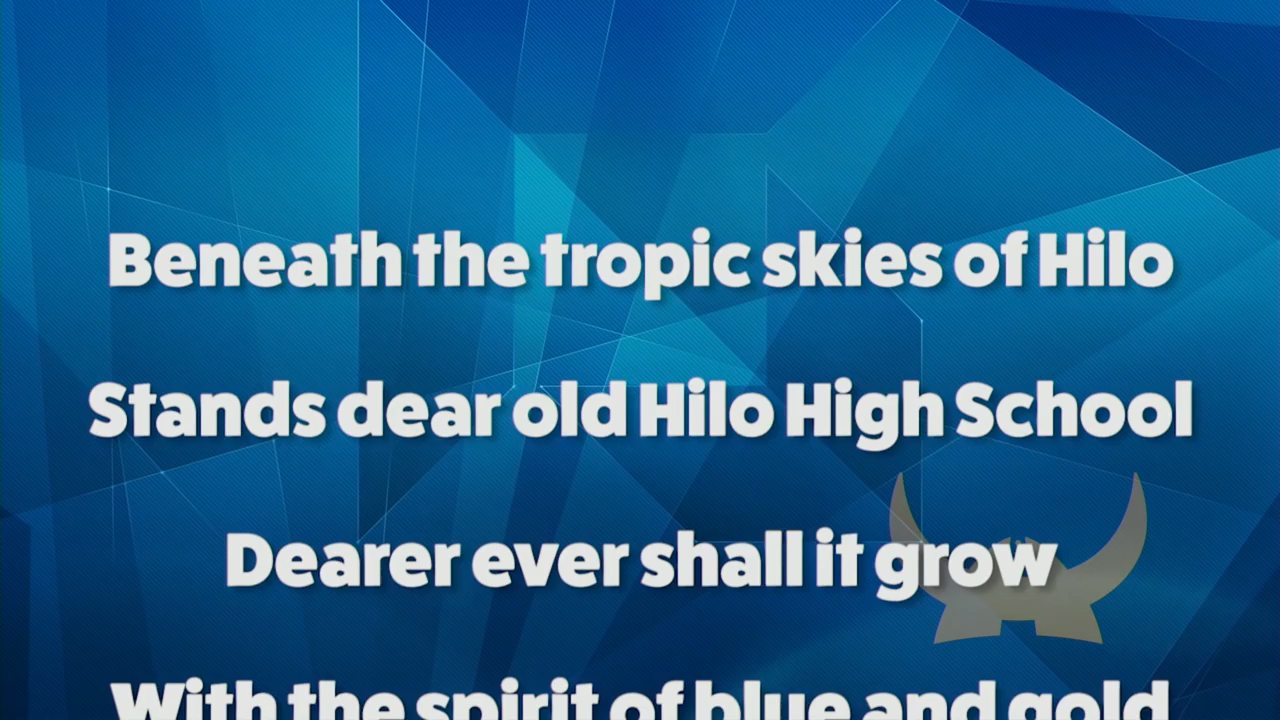 Beneath the tropic skies of Hilo
Stands dear old Hilo High School
Dearer ever shall it grow
With the spirit of blue and gold